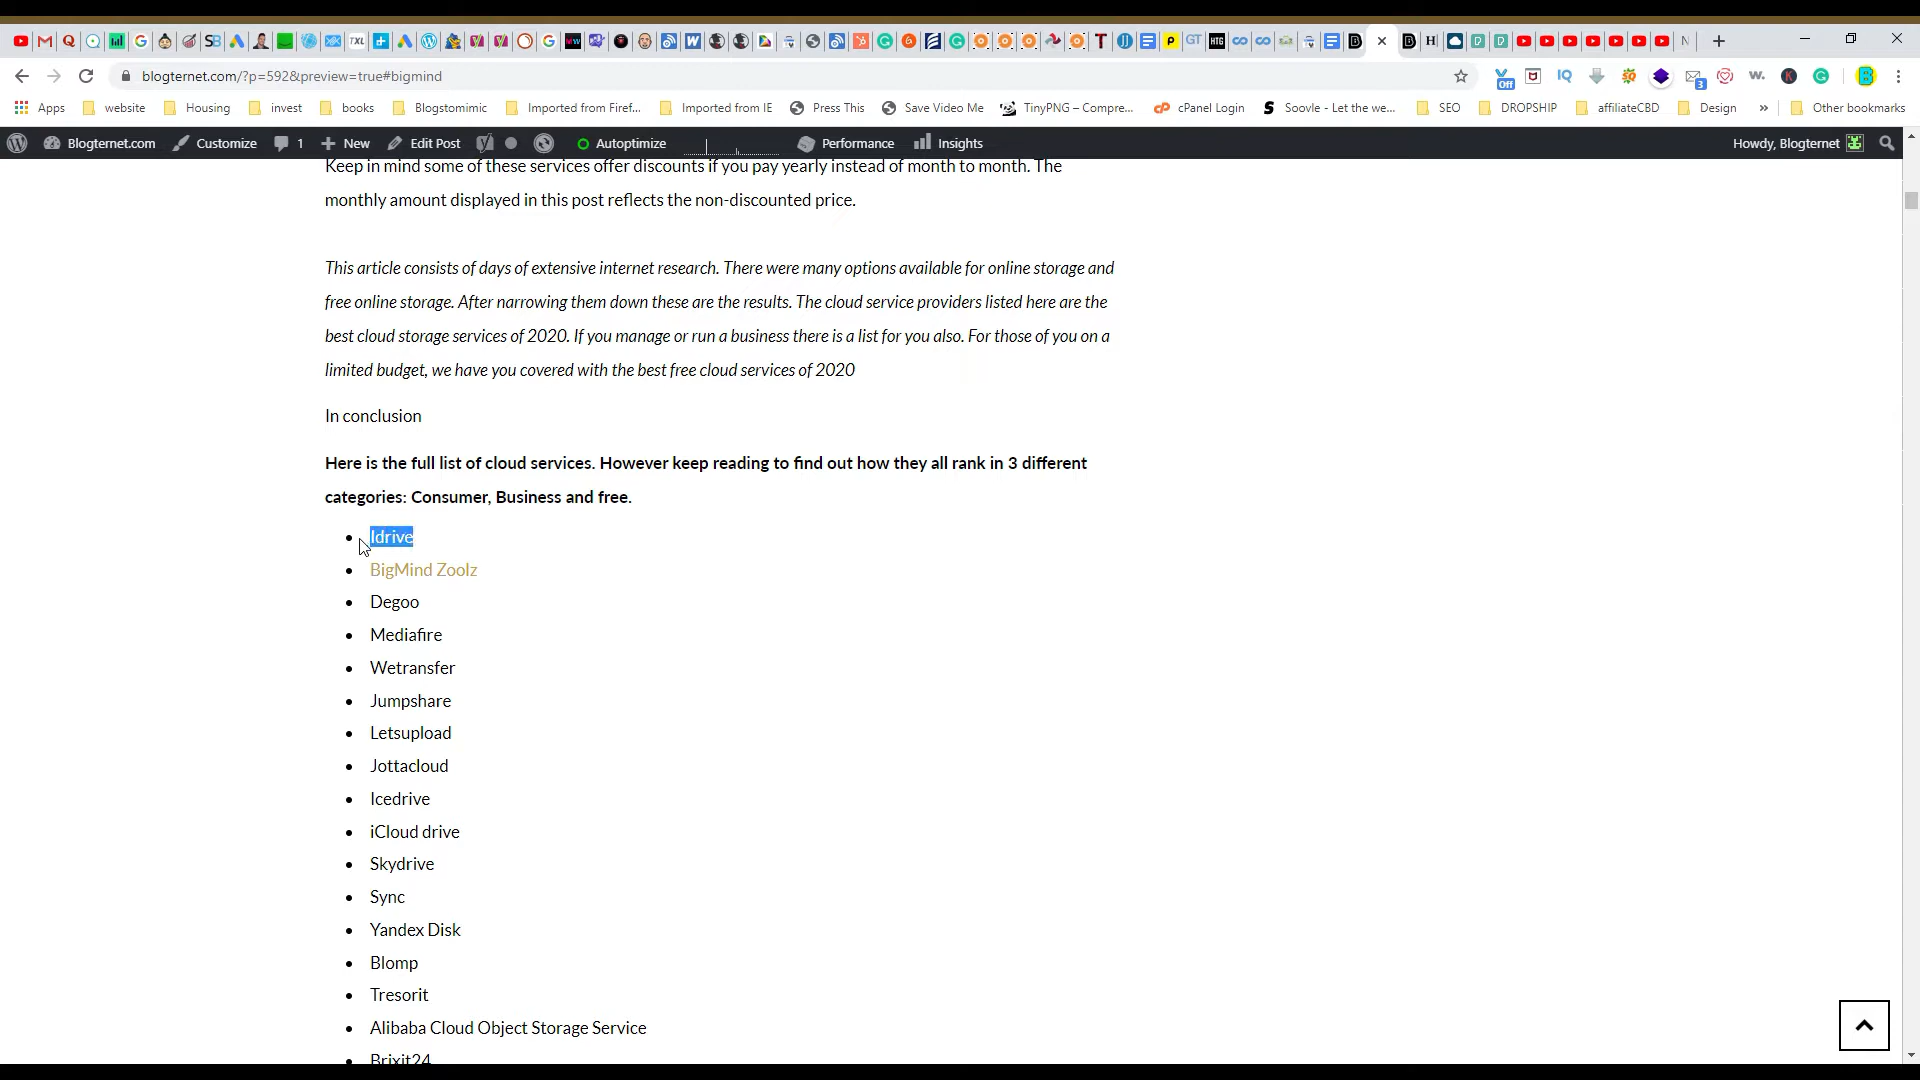 blogternet.com/?p=592&preview=true#bigmind
Off
3
Apps
website
Housing
invest
books
Blogstomimic
Imported from Firef...
Imported from IE
Press This
Save Video Me
TinyPNG – Compre...
cPanel Login
Soovle - Let the we...
SEO
DROPSHIP
affiliateCBD
Design
»
Other bookmarks
Blogternet.com
Customize
1
New
Edit Post
Autoptimize
Performance
Insights
Howdy, Blogternet
Keep in mind some of these services offer discounts if you pay yearly instead of month to month. The
monthly amount displayed in this post reflects the non-discounted price.
This article consists of days of extensive internet research. There were many options available for online storage and
free online storage. After narrowing them down these are the results. The cloud service providers listed here are the
best cloud storage services of 2020. If you manage or run a business there is a list for you also. For those of you on a
limited budget, we have you covered with the best free cloud services of 2020
In conclusion
Here is the full list of cloud services. However keep reading to find out how they all rank in 3 different
categories: Consumer, Business and free.
Idrive
BigMind Zoolz
Degoo
Mediafire
Wetransfer
Jumpshare
Letsupload
Jottacloud
Icedrive
iCloud drive
Skydrive
Sync
Yandex Disk
Blomp
Tresorit
Alibaba Cloud Object Storage Service
Brixit24